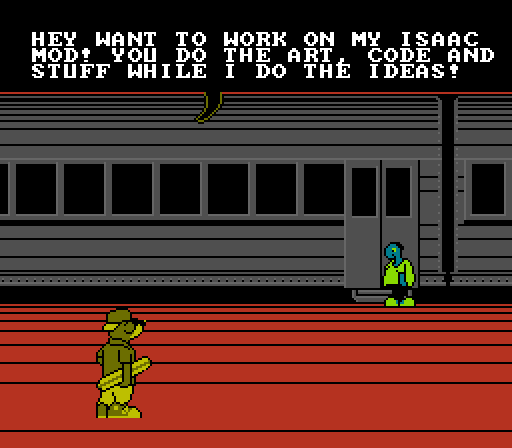 HEY WANT TO WORK ON MY ISAAC
MOD! YOU DO THE ART, CODE AND
STUFF WHILE I DO THE IDEAS!